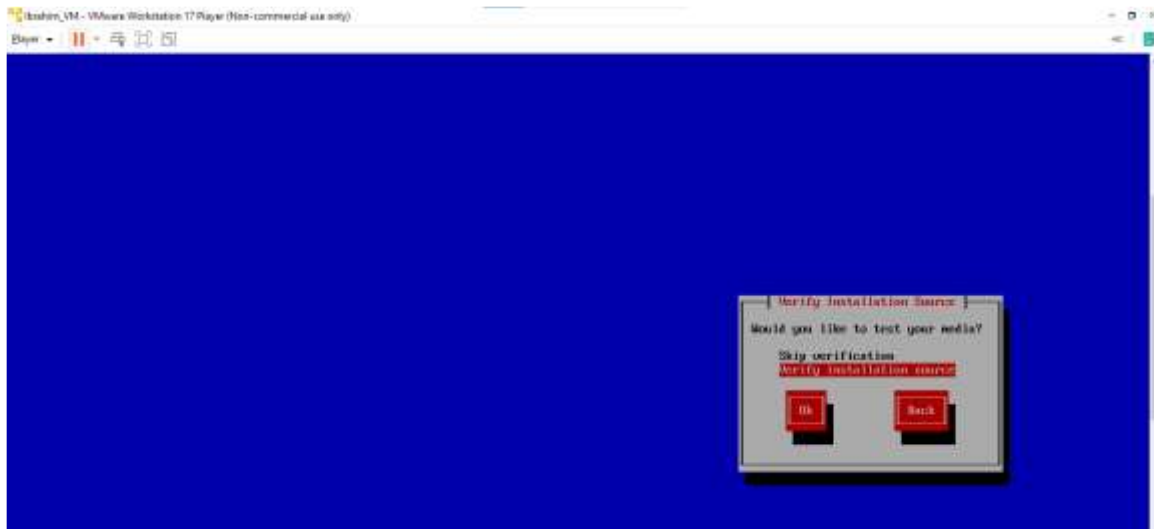 Ibrahim_VM - VMware Workstation 17 Player (Non-commercial use only)
Player
Verify Installation Source
Would you like to test your media?
Skip verification
Verify installation source
Ok
Back